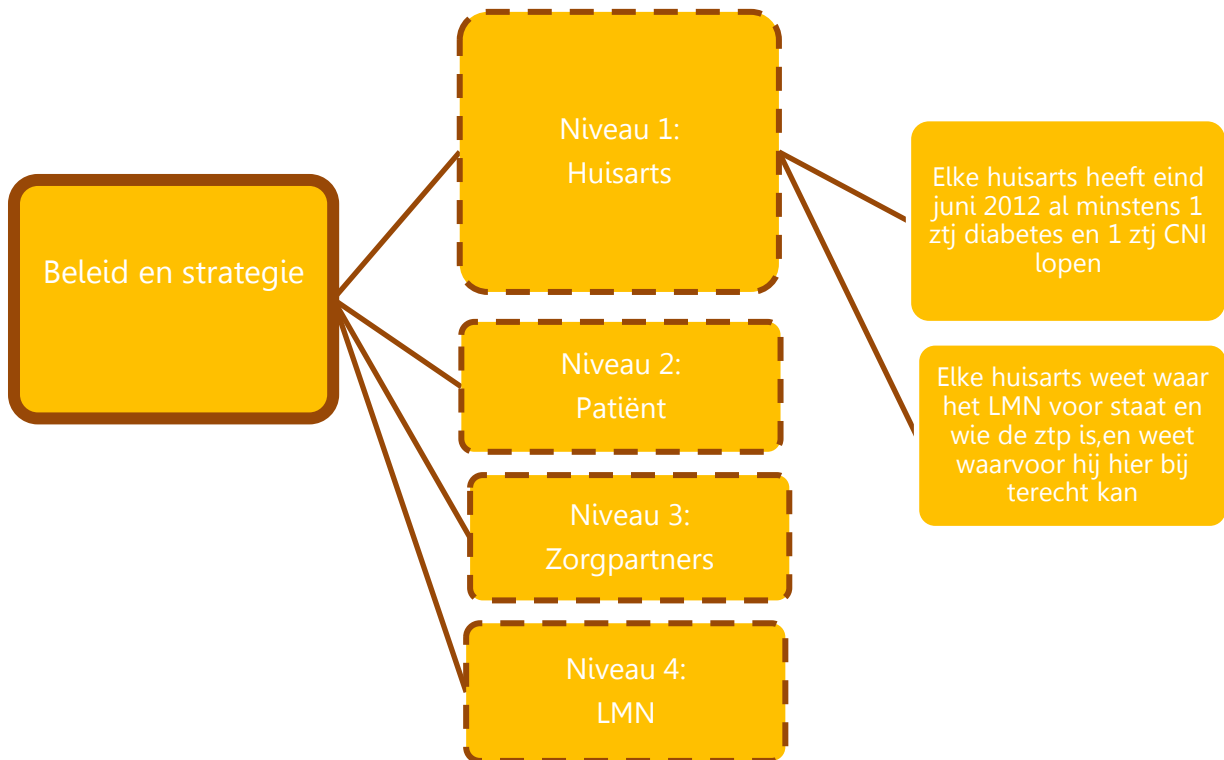 Beleid en strategie
Niveau 1:
Huisarts
Niveau 2:
Patiënt
Niveau 3:
Zorgpartners
Niveau 4:
LMN
Elke huisarts heeft eind
juni 2012 al minstens 1
ztj diabetes en 1 ztj CNI
lopen
Elke huisarts weet waar
het LMN voor staat en
wie de ztp is,en weet
waarvoor hij hier bij
terecht kan